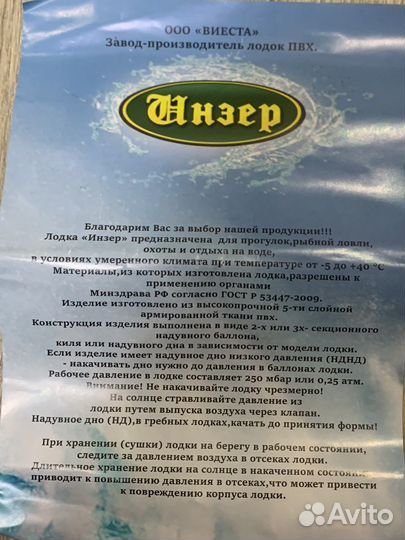 ООО «ВИЕСТА»
Завод-производитель лодок ПВХ.
Инзер
Благодарим Вас за выбор нашей продукции!!!
Лодка «Инзер» предназначена для прогулок,рыбной ловли,
охоты и отдыха на воде,
в условиях умеренного климата при температуре от -5 до +40 °С
Материалы,из которых изготовлена лодка,разрешены к
применению органами
Минздрава РФ согласно ГОСТ Р 53447-2009.
Изделие изготовлено из высокопрочной 5-ти слойной
армированной ткани пвх.
Конструкция изделия выполнена в виде 2-х или 3х- секционного
надувного баллона,
киля или надувного дна в зависимости от модели лодки.
Если изделие имеет надувное дно низкого давления (НДНД)
- накачивать дно нужно до давления в баллонах лодки.
Рабочее давление в лодке составляет 250 мбар или 0,25 атм.
Внимание! Не накачивайте лодку чрезмерно!
На солнце стравливайте давление из
лодки путем выпуска воздуха через клапан.
Надувное дно (НД),в гребных лодках,качать до принятия формы!
При хранении (сушки) лодки на берегу в рабочем состоянии,
следите за давлением воздуха в отсеках лодки.
Длительное хранение лодки на солнце в накаченном состоянии
приводит к повышению давления в отсеках,что может привести
к повреждению корпуса лодки.
Avito